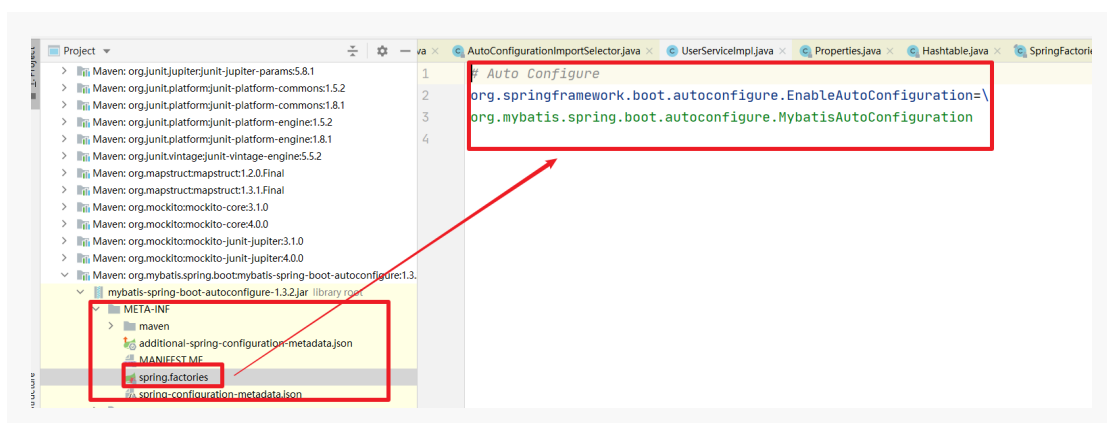 Project
va
AutoConfigurationImportSelector.java
UserServiceImpl.java
Properties.java
Hashtable.java
SpringFactorie
Maven: org.junit.jupiter:junit-jupiter-params:5.8.1
Maven: org.junit.platform:junit-platform-commons:1.5.2
Maven: org.junit.platform:junit-platform-commons:1.8.1
Maven: org.junit.platform:junit-platform-engine:1.5.2
Maven: org.junit.platform:junit-platform-engine:1.8.1
Maven: org.junit.vintage:junit-vintage-engine:5.5.2
Maven: org.mapstruct:mapstruct:1.2.0.Final
Maven: org.mapstruct:mapstruct:1.3.1.Final
Maven: org.mockito:mockito-core:3.1.0
Maven: org.mockito:mockito-core:4.0.0
Maven: org.mockito:mockito-junit-jupiter:3.1.0
Maven: org.mockito:mockito-junit-jupiter:4.0.0
Maven: org.mybatis.spring.boot:mybatis-spring-boot-autoconfigure:1.3.
mybatis-spring-boot-autoconfigure-1.3.2.jar library root
META-INF
maven
additional-spring-configuration-metadata.json
MANIFEST.MF
spring.factories
spring-configuration-metadata.json
1 # Auto Configure
2 org.springframework.boot.autoconfigure.EnableAutoConfiguration=\
3 org.mybatis.spring.boot.autoconfigure.MybatisAutoConfiguration
4